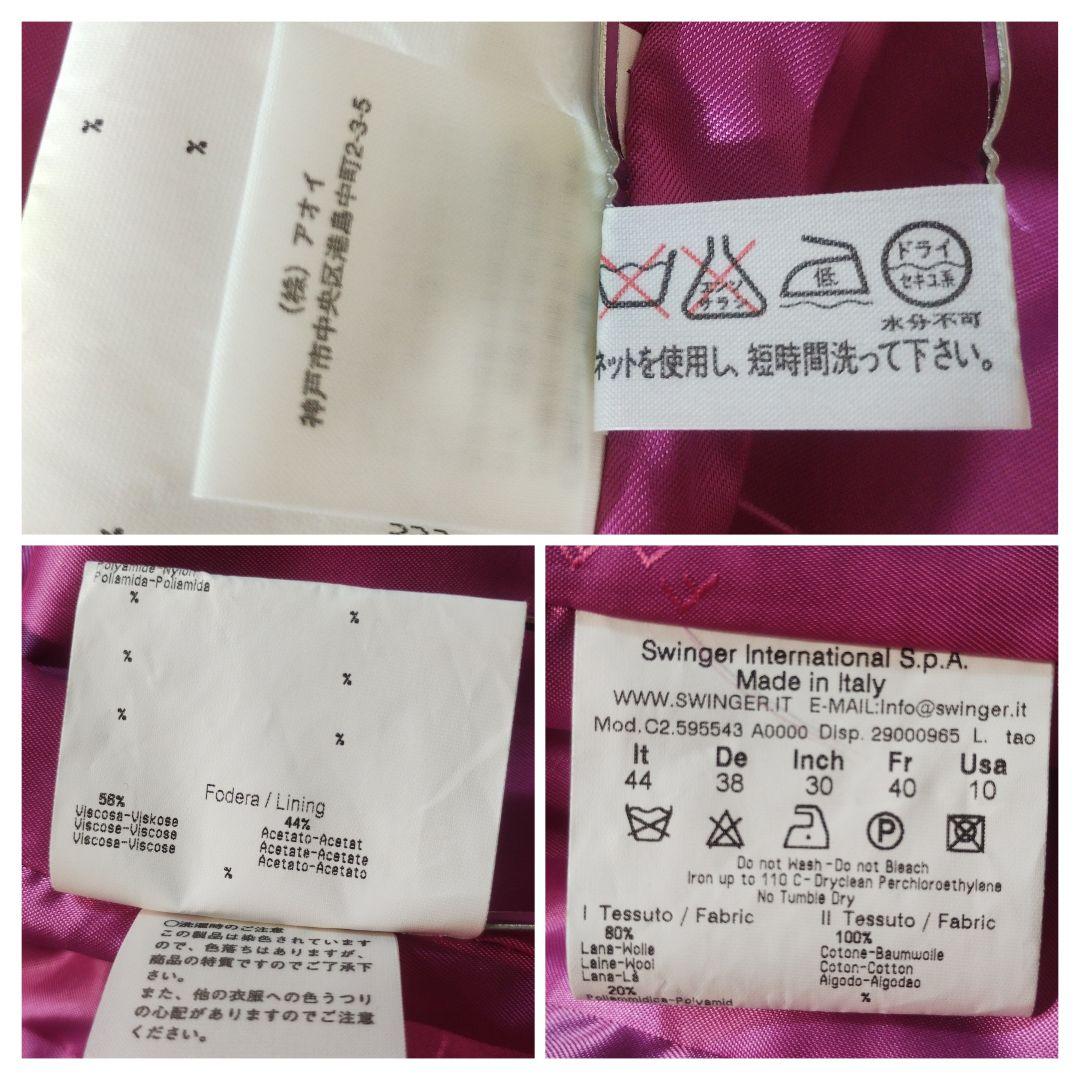 %
%
(株) アオイ
神戸市中央区港島中町2-3-5
エンソ
サラシ
低
ドライ
セキユ系
水分不可
ネットを使用し、短時間洗って下さい。
Polyamide-Nylon
Poliamida-Poliamida
%
%
%
%
%
%
Fodera / Lining
56%
Viscosa-Viskose
Viscose-Viscose
Viscosa-Viscose
44%
Acetato-Acetat
Acetate-Acetate
Acetato-Acetato
%
○洗濯時のご注意
この製品は染色されています
ので、色落ちはありますが、
商品の特質ですのでご了承下
さい。
また、他の衣服への色うつり
の心配がありますのでご注意
ください。
Swinger International S.p.A.
Made in Italy
WWW.SWINGER.IT E-MAIL:Info@swinger.it
Mod.C2.595543 A0000 Disp. 29000965 L. tao
It De Inch Fr Usa
44 38 30 40 10
P
Do not Wash-Do not Bleach
Iron up to 110 C-Dryclean Perchloroethylene
No Tumble Dry
I Tessuto / Fabric
80%
Lana-Wolle
Laine-Wool
Lana-Lã
20%
Poliammidica-Polyamid
II Tessuto / Fabric
100%
Cotone-Baumwolle
Coton-Cotton
Algodo-Algodao
%